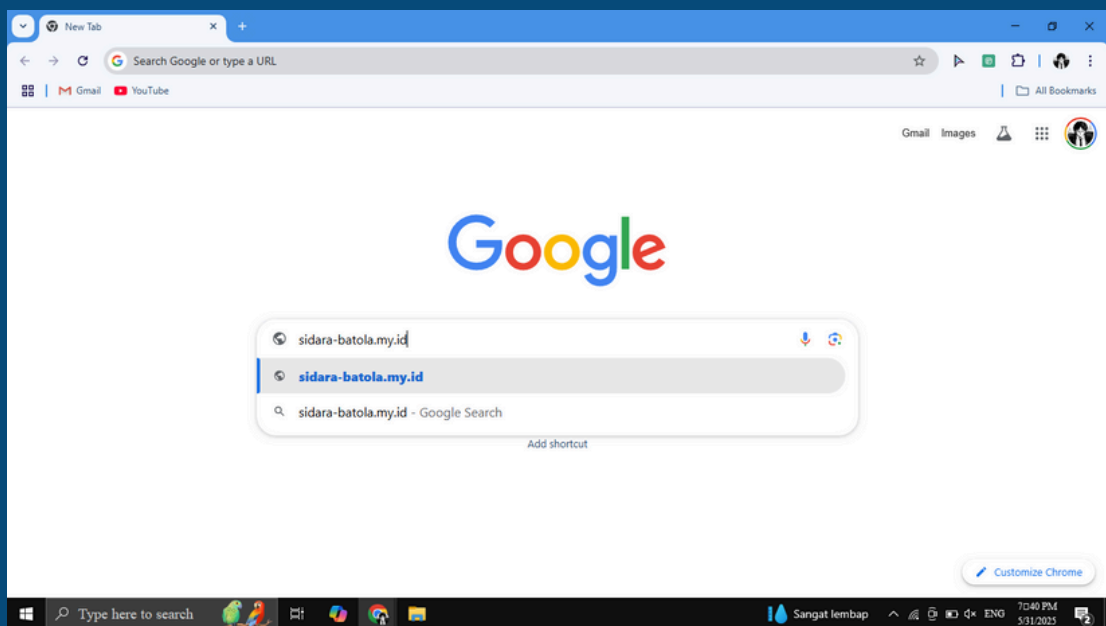 New Tab
Search Google or type a URL
Gmail YouTube All Bookmarks
Gmail Images
Google
sidara-batola.my.id
sidara-batola.my.id
sidara-batola.my.id - Google Search
Add shortcut
Customize Chrome
Type here to search Sangat lembap ENG 7:40 PM
5/31/2025 2